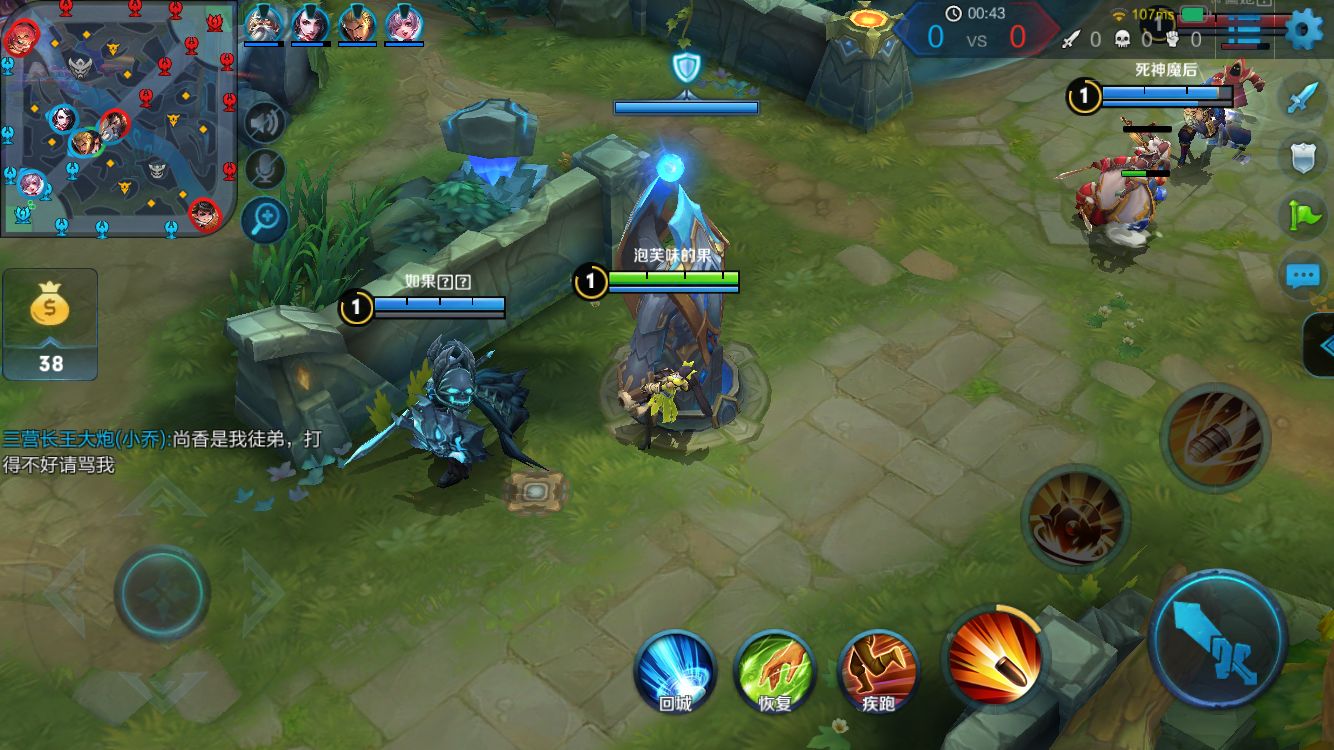 00:43
107ms
0 VS 0
0 0 0
死神魔后
1
泡芙味的果
1
如果
1
38
三营长王大炮(小乔):尚香是我徒弟，打
得不好请骂我
回城
恢复
疾跑